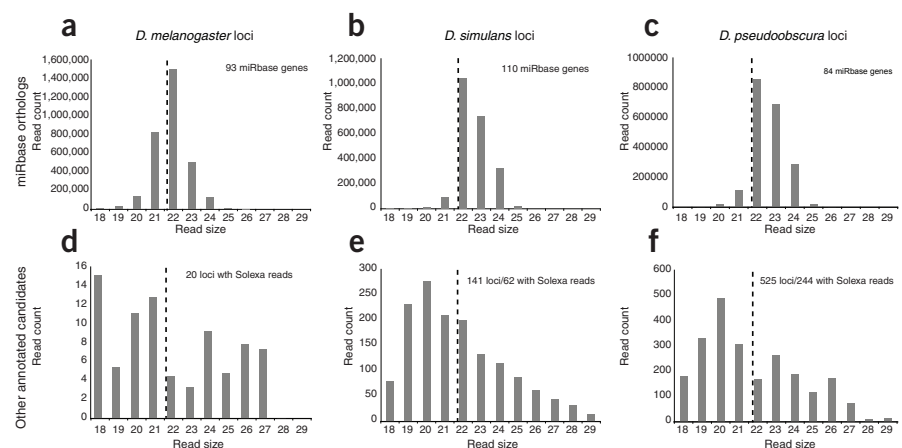 a
D. melanogaster loci
miRbase orthologs
Read count
1,600,000
1,400,000
1,200,000
1,000,000
800,000
600,000
400,000
200,000
0
93 miRbase genes
18 19 20 21 22 23 24 25 26 27 28 29
Read size
b
D. simulans loci
Read count
1,200,000
1,000,000
800,000
600,000
400,000
200,000
0
110 miRbase genes
18 19 20 21 22 23 24 25 26 27 28 29
Read size
c
D. pseudoobscura loci
Read count
1000000
800000
600000
400000
200000
0
84 miRbase genes
18 19 20 21 22 23 24 25 26 27 28 29
Read size
d
Other annotated candidates
Read count
16
14
12
10
8
6
4
2
0
20 loci wth Solexa reads
18 19 20 21 22 23 24 25 26 27 28 29
Read size
e
Read count
300
250
200
150
100
50
0
141 loci/62 with Solexa reads
18 19 20 21 22 23 24 25 26 27 28 29
Read size
f
Read count
600
500
400
300
200
100
0
525 loci/244 with Solexa reads
18 19 20 21 22 23 24 25 26 27 28 29
Read size